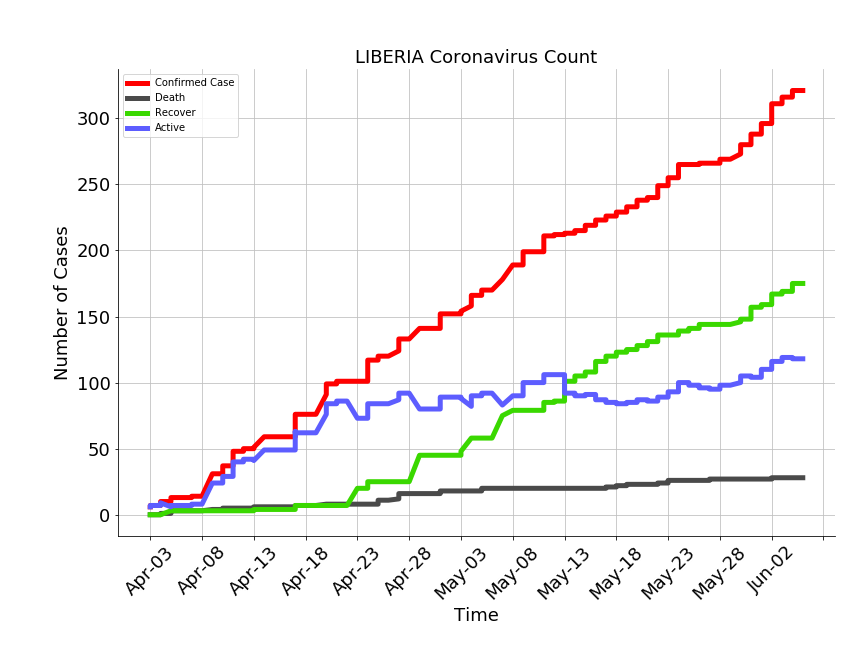 LIBERIA Coronavirus Count
Confirmed Case
Death
Recover
Active
Number of Cases
300
250
200
150
100
50
0
Apr-03
Apr-08
Apr-13
Apr-18
Apr-23
Apr-28
May-03
May-08
May-13
May-18
May-23
May-28
Jun-02
Time